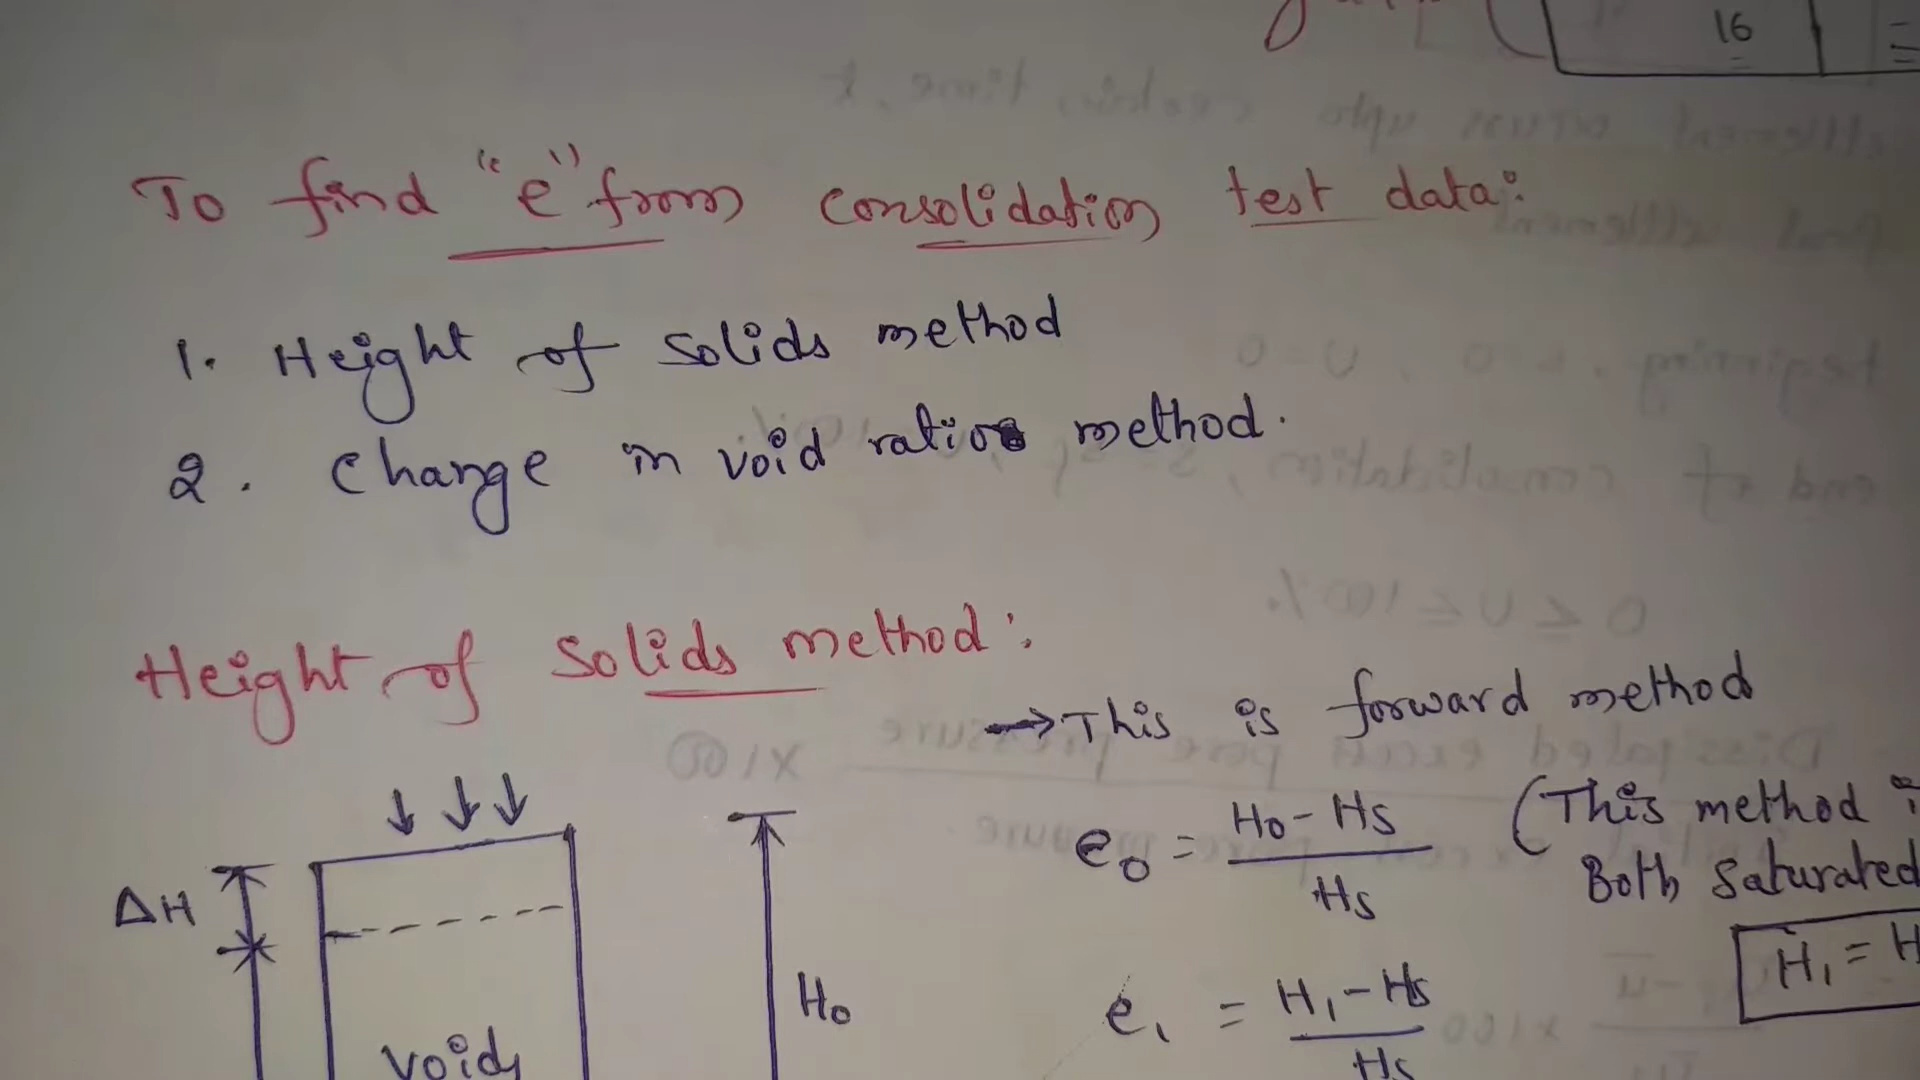 16
To find "e" from consolidation test data:
1. Height of solids method
2. Change in void ratio method.
Height of solids method:
→ This is forward method
e₀ = H₀ - Hs / Hs
(This method
Both saturated
ΔH
H₁ = H
H₀
e₁ = H₁ - Hs / Hs
Voids